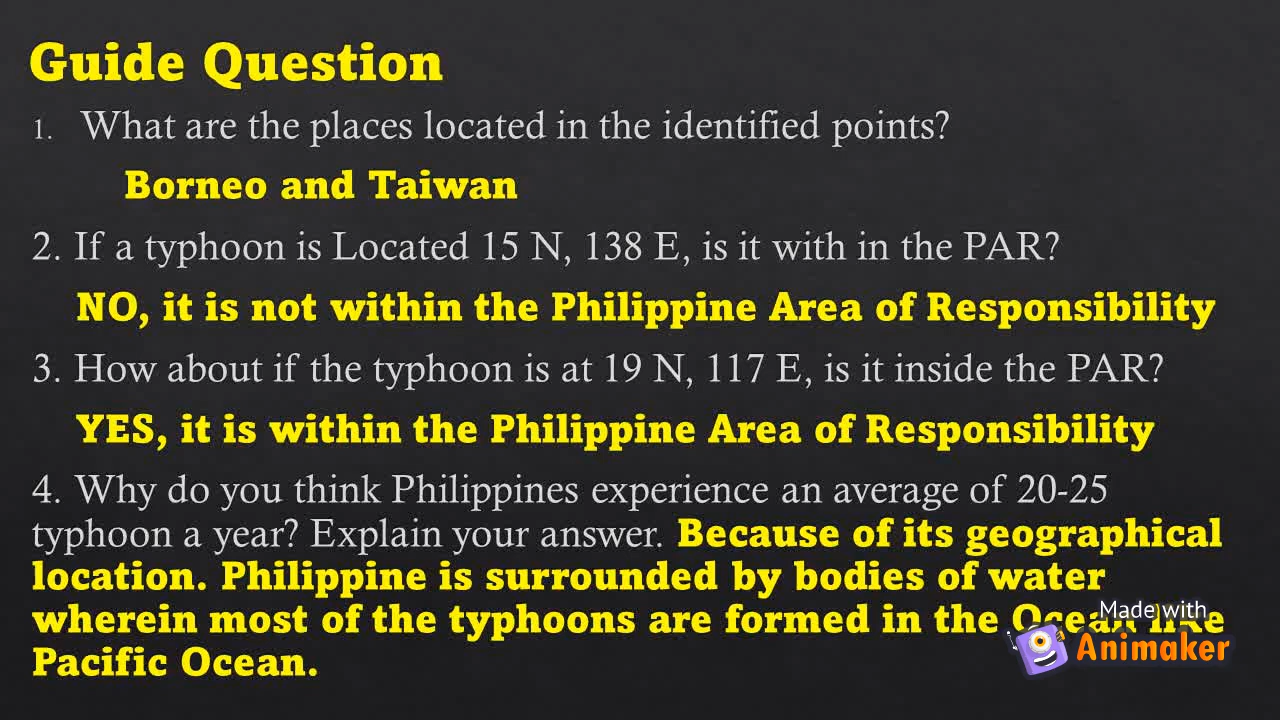 Guide Question
1. What are the places located in the identified points?
Borneo and Taiwan
2. If a typhoon is Located 15 N, 138 E, is it with in the PAR?
NO, it is not within the Philippine Area of Responsibility
3. How about if the typhoon is at 19 N, 117 E, is it inside the PAR?
YES, it is within the Philippine Area of Responsibility
4. Why do you think Philippines experience an average of 20-25
typhoon a year? Explain your answer. Because of its geographical
location. Philippine is surrounded by bodies of water
wherein most of the typhoons are formed in the Ocean like
Pacific Ocean.
Made with
Animaker